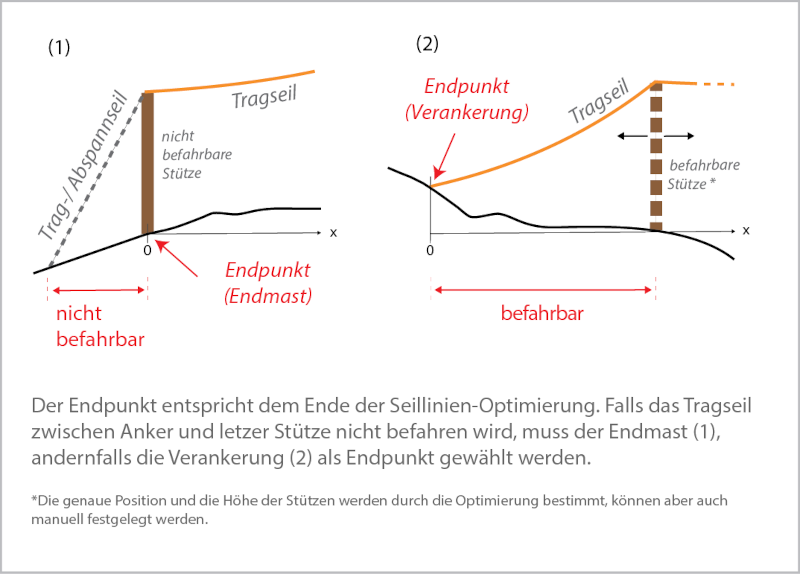 (1)
Trag-/ Abspannseil
Tragseil
nicht
befahrbare
Stütze
0
x
Endpunkt
(Endmast)
nicht
befahrbar
(2)
Endpunkt
(Verankerung)
Tragseil
befahrbare
Stütze *
0
x
befahrbar
Der Endpunkt entspricht dem Ende der Seillinien-Optimierung. Falls das Tragseil
zwischen Anker und letzer Stütze nicht befahren wird, muss der Endmast (1),
andernfalls die Verankerung (2) als Endpunkt gewählt werden.
*Die genaue Position und die Höhe der Stützen werden durch die Optimierung bestimmt, können aber auch
manuell festgelegt werden.